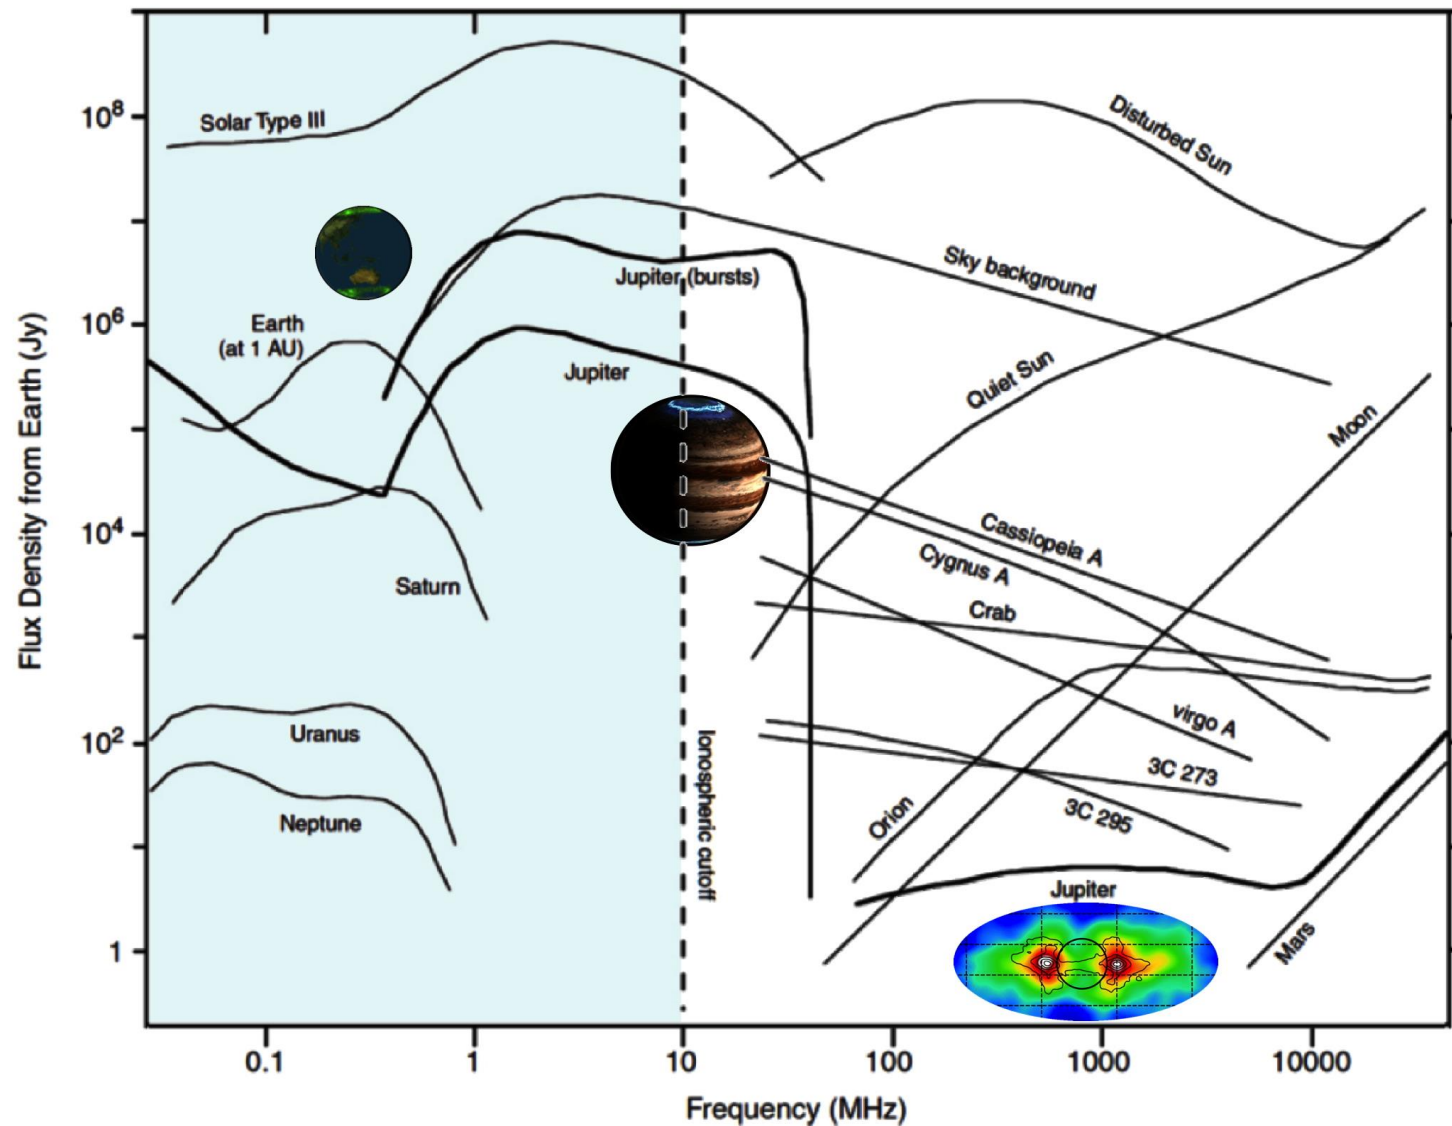 Flux Density from Earth (Jy)
10⁸
10⁶
10⁴
10²
1
Solar Type III
Disturbed Sun
Sky background
Jupiter (bursts)
Earth
(at 1 AU)
Jupiter
Quiet Sun
Moon
Cassiopeia A
Cygnus A
Saturn
Crab
virgo A
Uranus
Ionospheric cutoff
3C 273
Neptune
Orion
3C 295
Jupiter
Mars
0.1
1
10
100
1000
10000
Frequency (MHz)